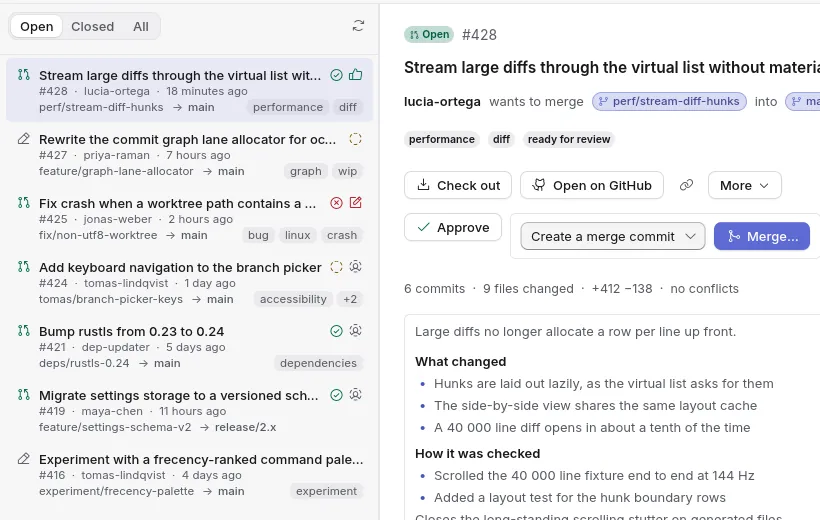 Open Closed All
Stream large diffs through the virtual list wit...
#428 · lucia-ortega · 18 minutes ago
perf/stream-diff-hunks → main performance diff
Rewrite the commit graph lane allocator for oc...
#427 · priya-raman · 7 hours ago
feature/graph-lane-allocator → main graph wip
Fix crash when a worktree path contains a ...
#425 · jonas-weber · 2 hours ago
fix/non-utf8-worktree → main bug linux crash
Add keyboard navigation to the branch picker
#424 · tomas-lindqvist · 1 day ago
tomas/branch-picker-keys → main accessibility +2
Bump rustls from 0.23 to 0.24
#421 · dep-updater · 5 days ago
deps/rustls-0.24 → main dependencies
Migrate settings storage to a versioned sch...
#419 · maya-chen · 11 hours ago
feature/settings-schema-v2 → release/2.x
Experiment with a frecency-ranked command pale...
#416 · tomas-lindqvist · 4 days ago
experiment/frecency-palette → main experiment
Open #428
Stream large diffs through the virtual list without materia
lucia-ortega wants to merge perf/stream-diff-hunks into ma
performance diff ready for review
Check out Open on GitHub More
Approve Create a merge commit Merge...
6 commits · 9 files changed · +412 −138 · no conflicts
Large diffs no longer allocate a row per line up front.
What changed
• Hunks are laid out lazily, as the virtual list asks for them
• The side-by-side view shares the same layout cache
• A 40 000 line diff opens in about a tenth of the time
How it was checked
• Scrolled the 40 000 line fixture end to end at 144 Hz
• Added a layout test for the hunk boundary rows
Closes the long-standing scrolling stutter on generated files.